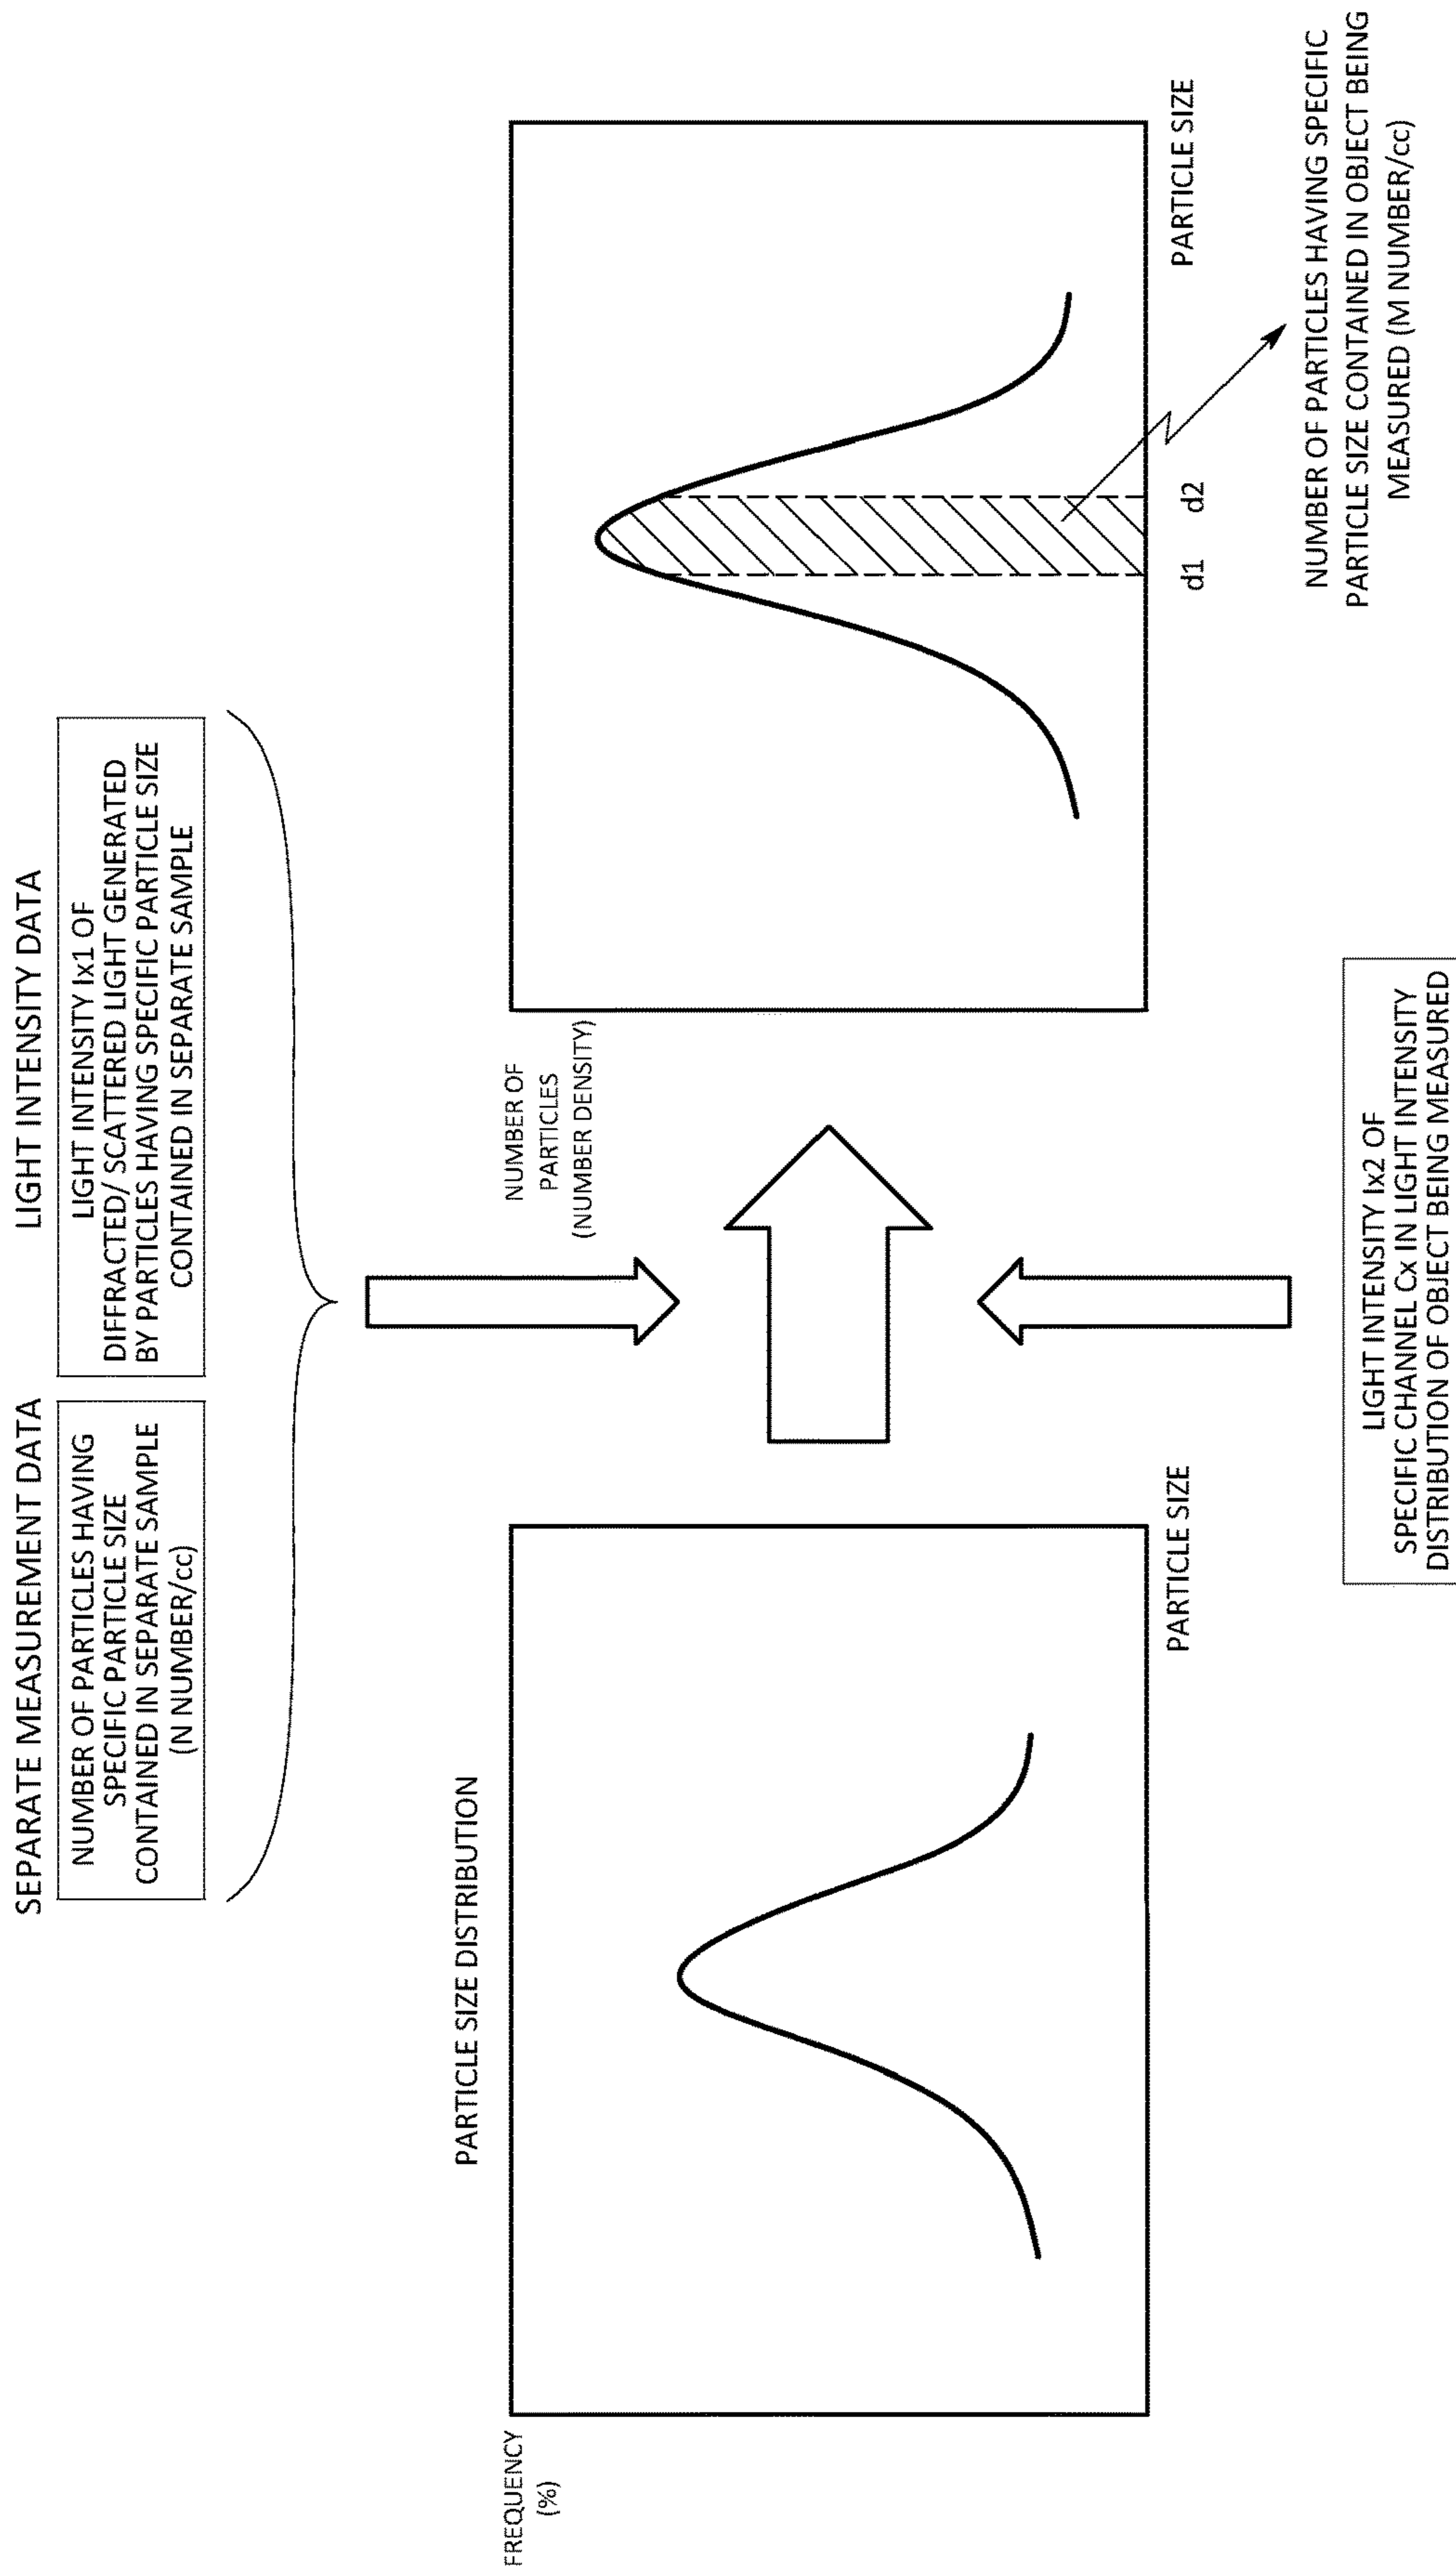 SEPARATE MEASUREMENT DATA
NUMBER OF PARTICLES HAVING
SPECIFIC PARTICLE SIZE
CONTAINED IN SEPARATE SAMPLE
(N NUMBER/cc)
LIGHT INTENSITY DATA
LIGHT INTENSITY Ix1 OF
DIFFRACTED/ SCATTERED LIGHT GENERATED
BY PARTICLES HAVING SPECIFIC PARTICLE SIZE
CONTAINED IN SEPARATE SAMPLE
PARTICLE SIZE DISTRIBUTION
FREQUENCY
(%)
PARTICLE SIZE
NUMBER OF
PARTICLES
(NUMBER DENSITY)
d1
d2
PARTICLE SIZE
NUMBER OF PARTICLES HAVING SPECIFIC
PARTICLE SIZE CONTAINED IN OBJECT BEING
MEASURED (M NUMBER/cc)
LIGHT INTENSITY Ix2 OF
SPECIFIC CHANNEL Cx IN LIGHT INTENSITY
DISTRIBUTION OF OBJECT BEING MEASURED